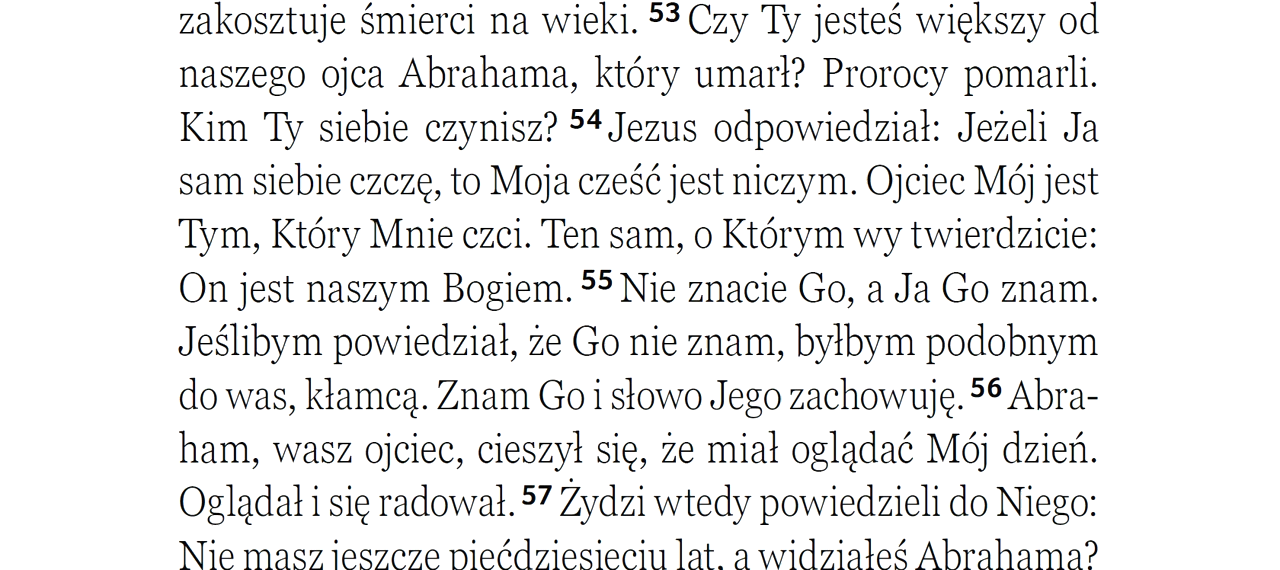 zakosztuje śmierci na wieki. 53 Czy Ty jesteś większy od
naszego ojca Abrahama, który umarł? Prorocy pomarli.
Kim Ty siebie czynisz? 54 Jezus odpowiedział: Jeżeli Ja
sam siebie czczę, to Moja cześć jest niczym. Ojciec Mój jest
Tym, Który Mnie czci. Ten sam, o Którym wy twierdzicie:
On jest naszym Bogiem. 55 Nie znacie Go, a Ja Go znam.
Jeślibym powiedział, że Go nie znam, byłbym podobnym
do was, kłamcą. Znam Go i słowo Jego zachowuję. 56 Abra-
ham, wasz ojciec, cieszył się, że miał oglądać Mój dzień.
Oglądał i się radował. 57 Żydzi wtedy powiedzieli do Niego:
Nie masz jeszcze pięćdziesięciu lat, a widziałeś Abrahama?